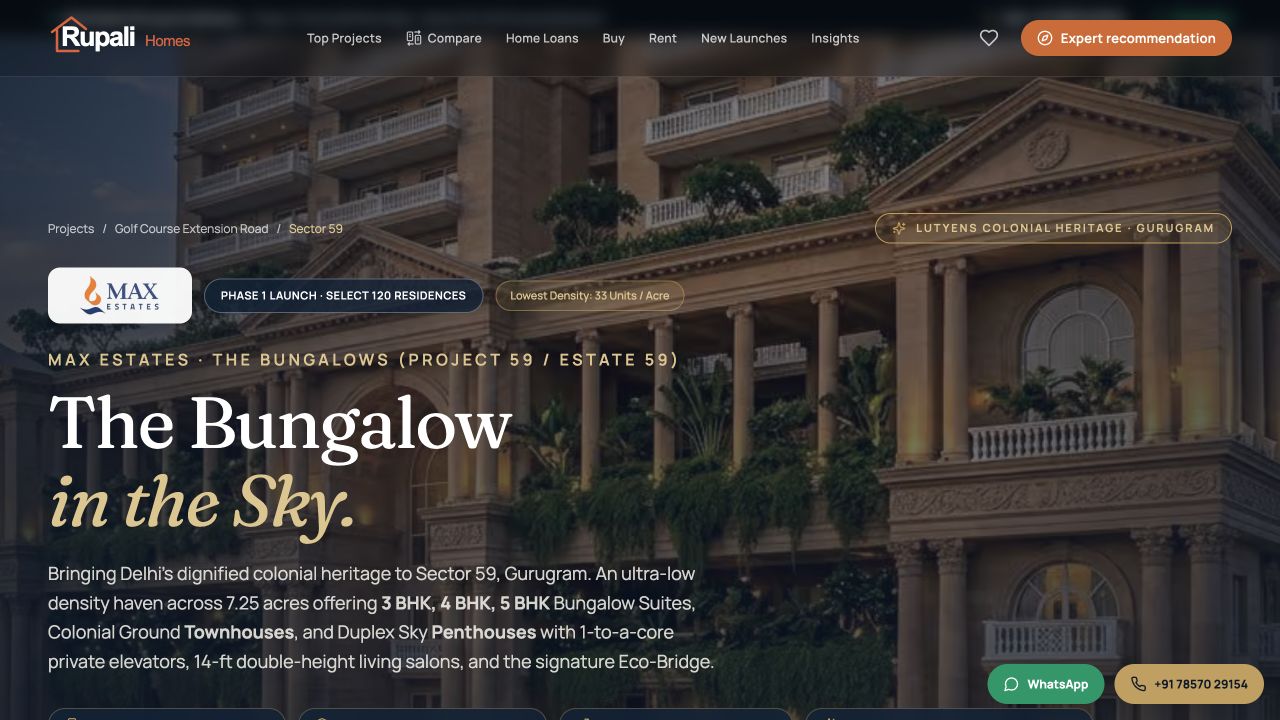 Rupali Homes
Top Projects
Compare
Home Loans
Buy
Rent
New Launches
Insights
Expert recommendation
Projects / Golf Course Extension Road / Sector 59
LUTYENS COLONIAL HERITAGE · GURUGRAM
MAX
ESTATES
PHASE 1 LAUNCH · SELECT 120 RESIDENCES
Lowest Density: 33 Units / Acre
MAX ESTATES · THE BUNGALOWS (PROJECT 59 / ESTATE 59)
The Bungalow
in the Sky.
Bringing Delhi's dignified colonial heritage to Sector 59, Gurugram. An ultra-low
density haven across 7.25 acres offering 3 BHK, 4 BHK, 5 BHK Bungalow Suites,
Colonial Ground Townhouses, and Duplex Sky Penthouses with 1-to-a-core
private elevators, 14-ft double-height living salons, and the signature Eco-Bridge.
WhatsApp
+91 78570 29154